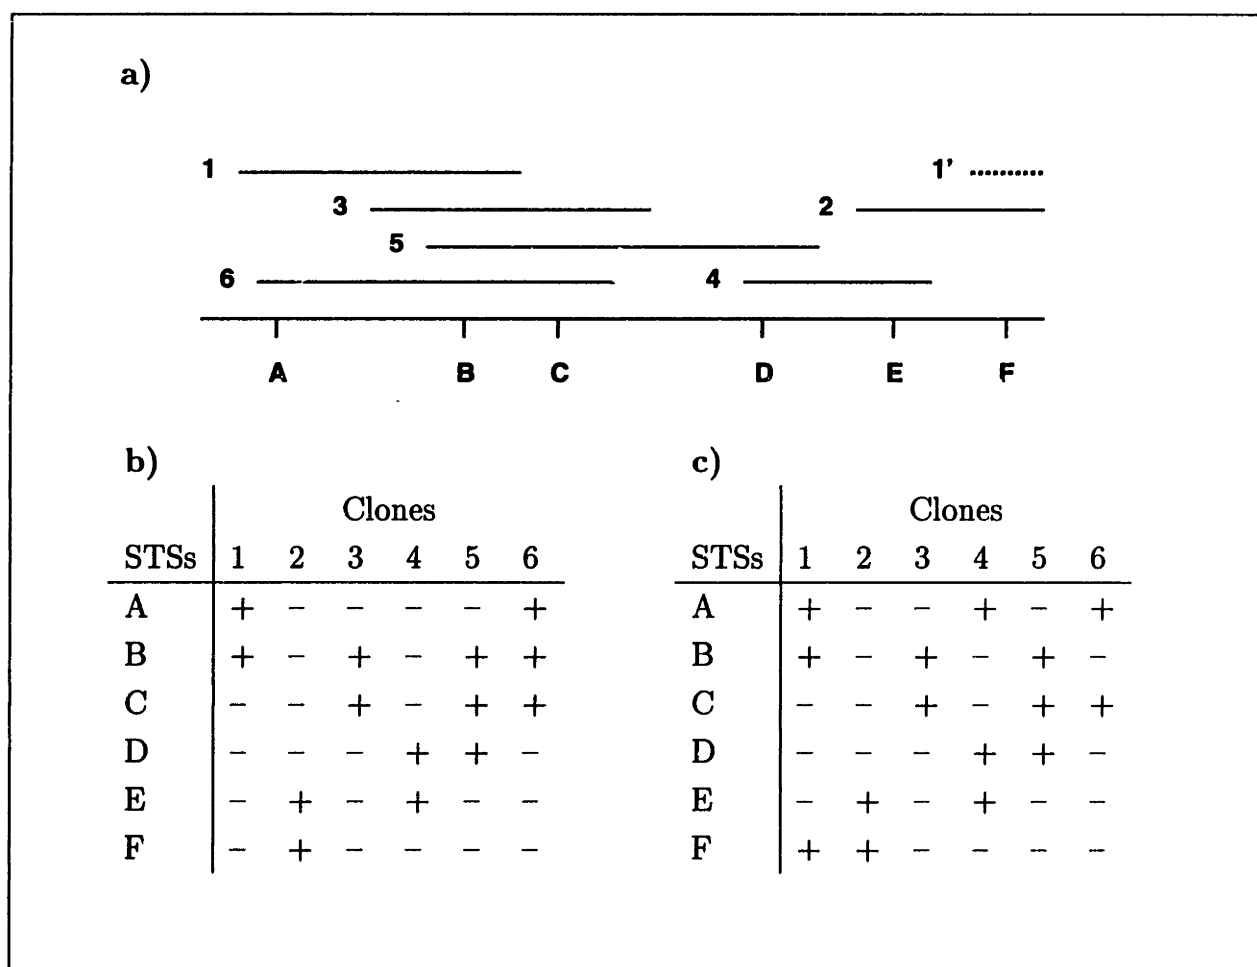 a)
1 1'
3 2
5
6 4
A B C D E F
b)
Clones
STSs 1 2 3 4 5 6
A + − − − − +
B + − + − + +
C − − + − + +
D − − − + + −
E − + − + − −
F − + − − − −
c)
Clones
STSs 1 2 3 4 5 6
A + − − + − +
B + − + − + −
C − − + − + +
D − − − + + −
E − + − + − −
F + + − − − −